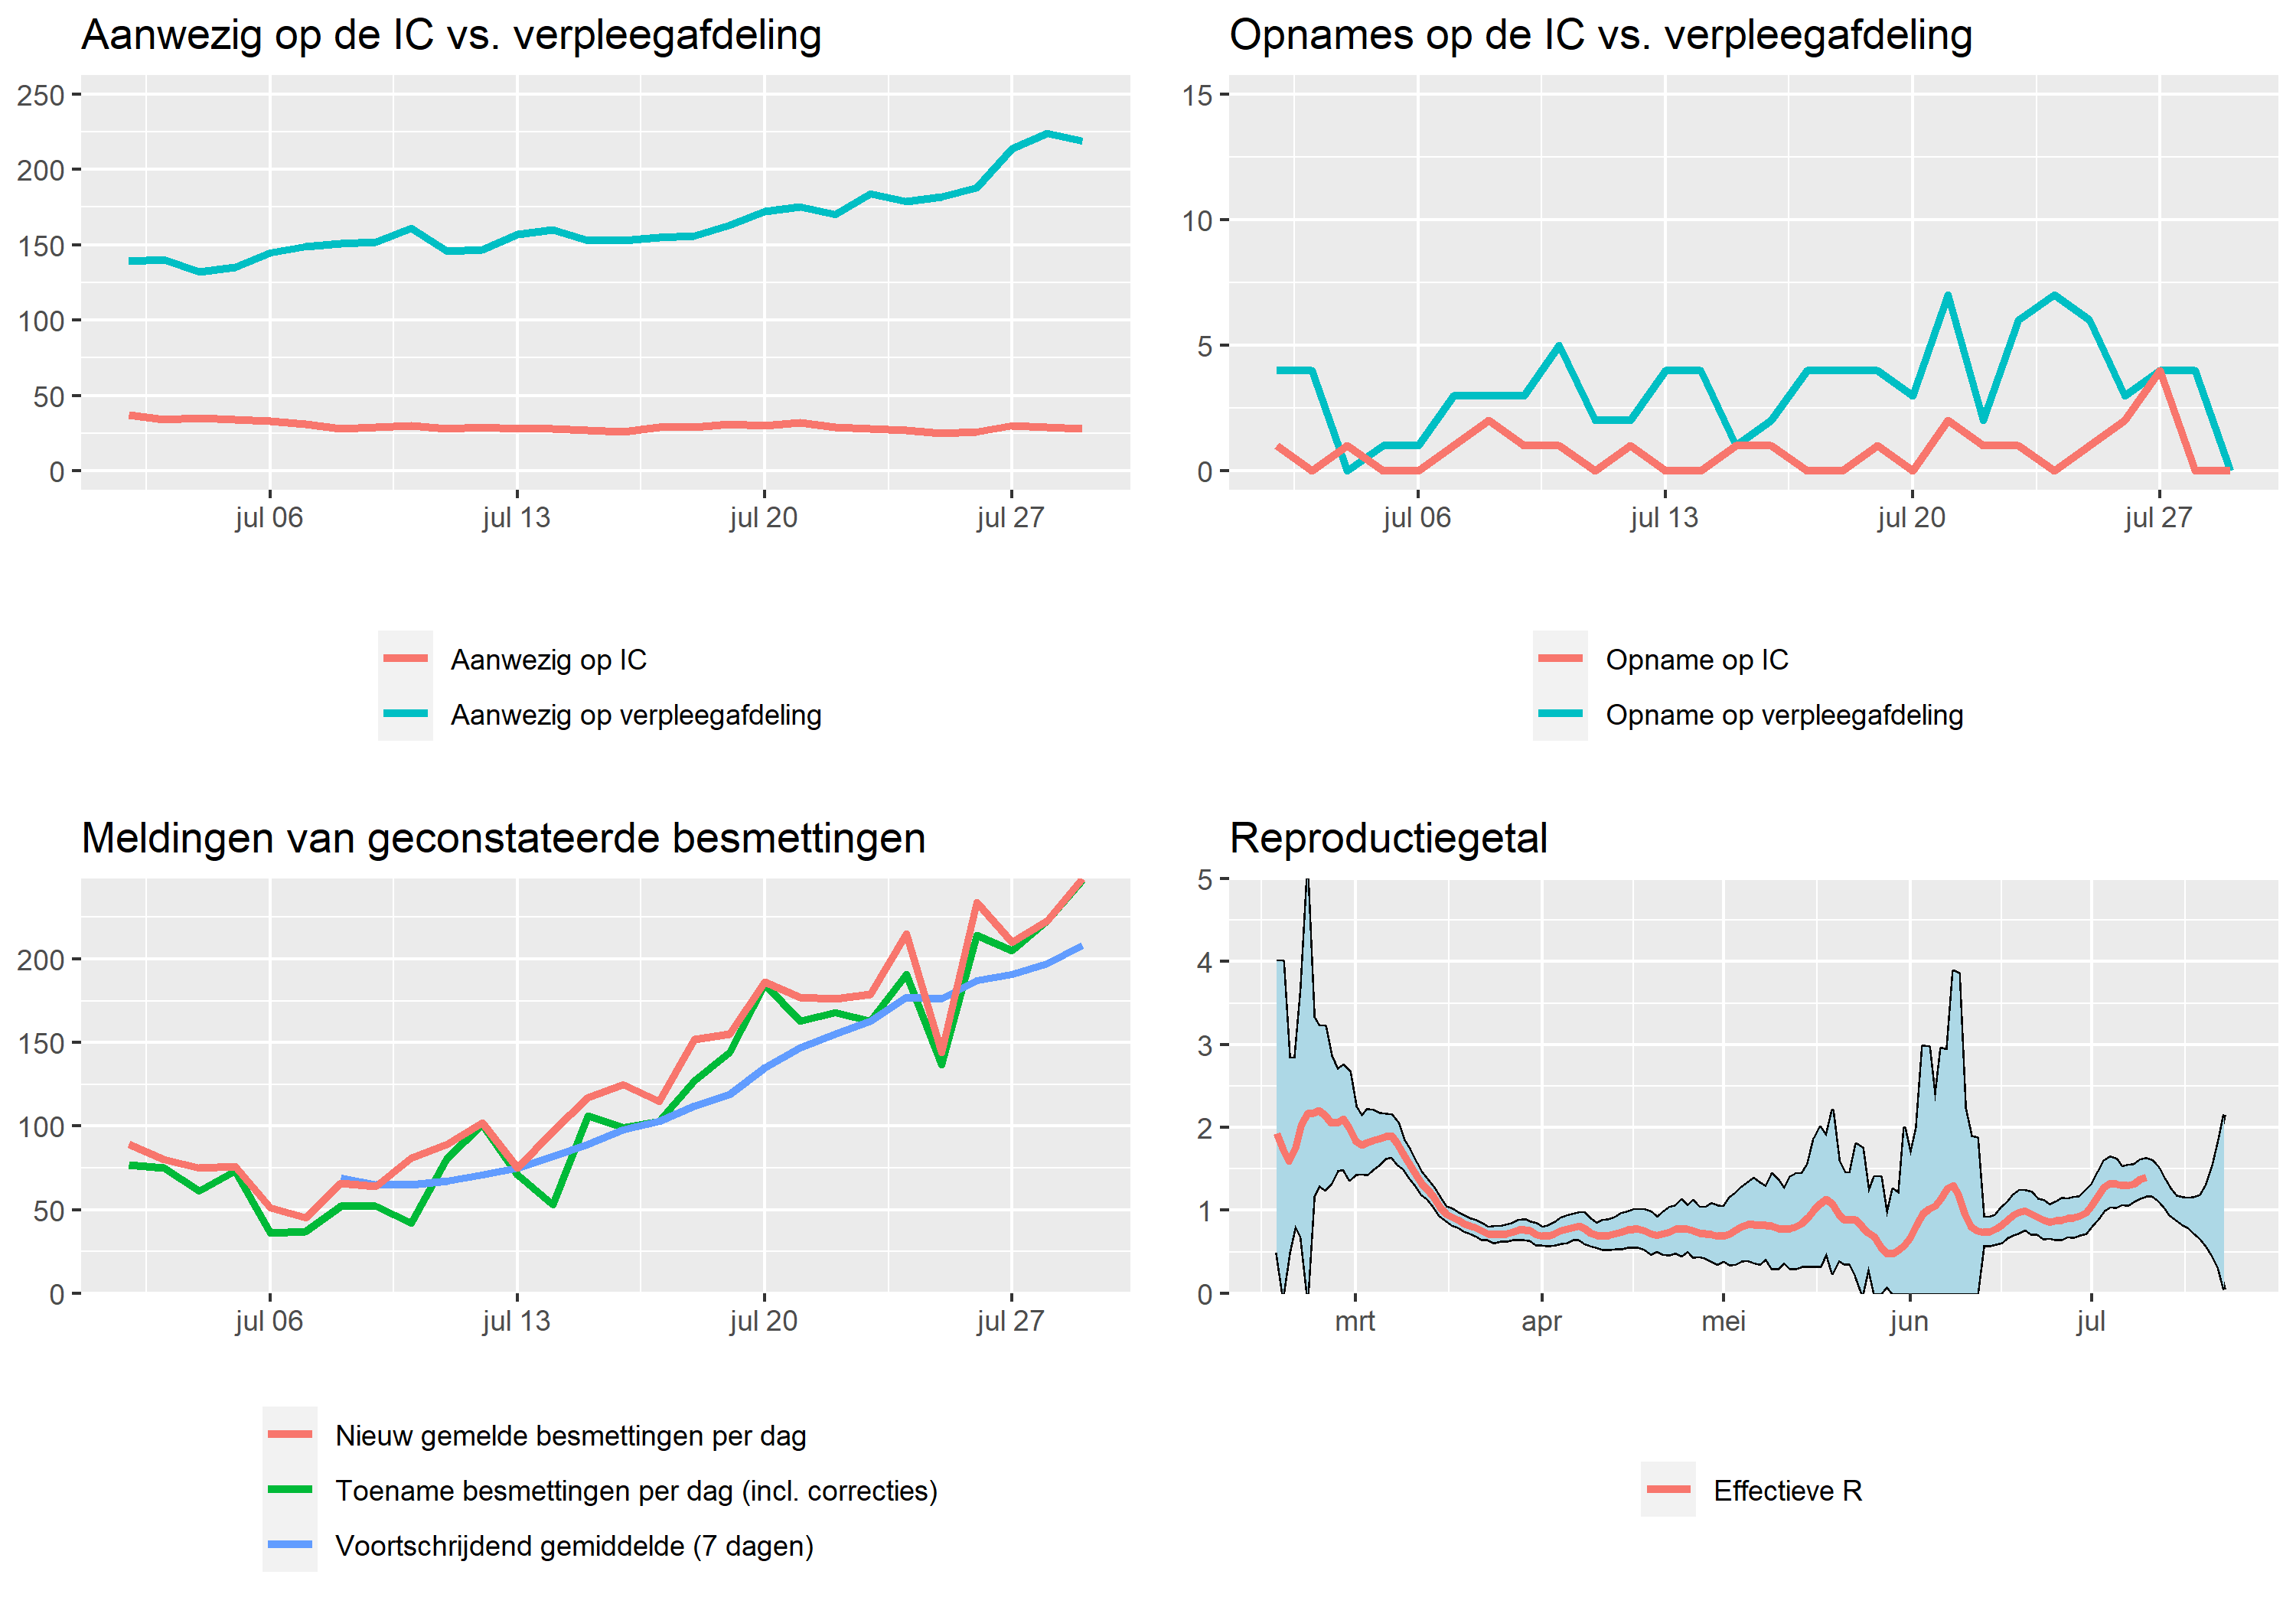 Aanwezig op de IC vs. verpleegafdeling
250
200
150
100
50
0
jul 06 jul 13 jul 20 jul 27
Aanwezig op IC
Aanwezig op verpleegafdeling
Opnames op de IC vs. verpleegafdeling
15
10
5
0
jul 06 jul 13 jul 20 jul 27
Opname op IC
Opname op verpleegafdeling
Meldingen van geconstateerde besmettingen
200
150
100
50
0
jul 06 jul 13 jul 20 jul 27
Nieuw gemelde besmettingen per dag
Toename besmettingen per dag (incl. correcties)
Voortschrijdend gemiddelde (7 dagen)
Reproductiegetal
5
4
3
2
1
0
mrt apr mei jun jul
Effectieve R